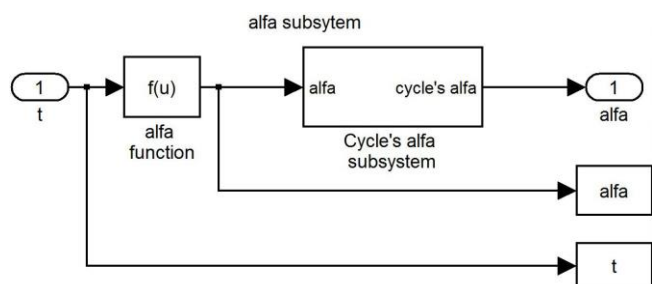 alfa subsytem
1
t
f(u)
alfa
function
alfa
cycle's alfa
Cycle's alfa
subsystem
1
alfa
alfa
t